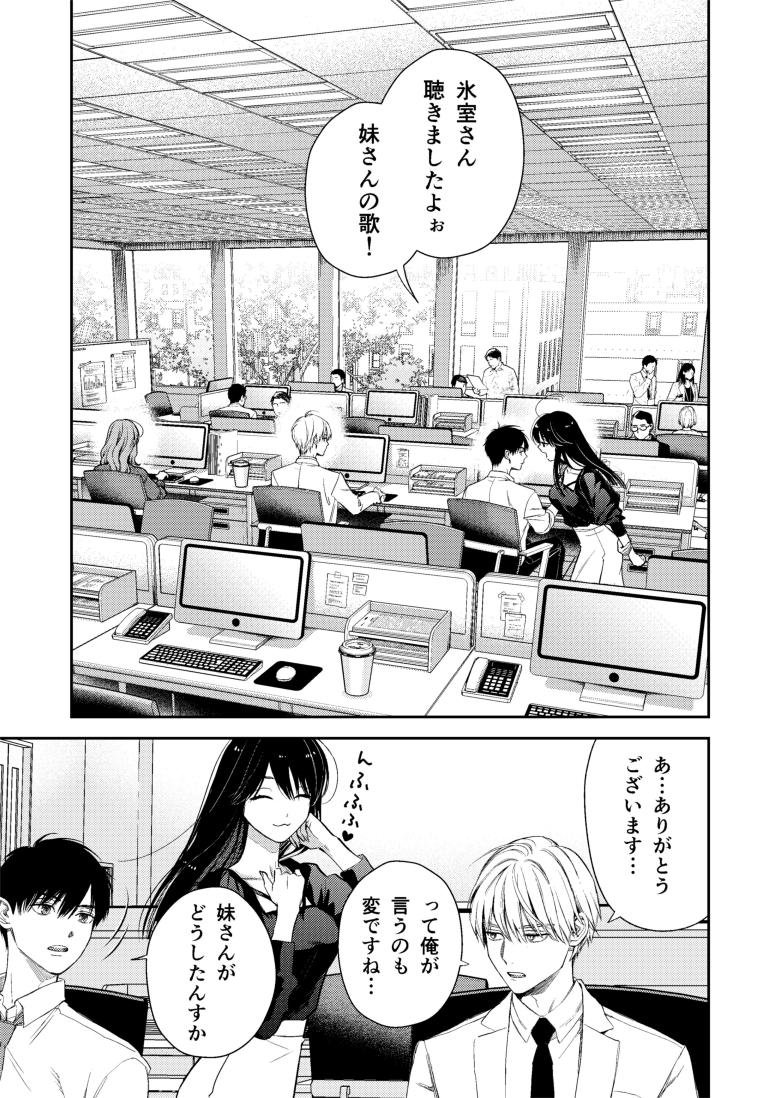 氷室さん
聴きましたよぉ
妹さんの歌！
あ…ありがとう
ございます…
って俺が
言うのも
変ですね…
んふふふ♥
妹さんが
どうしたんすか